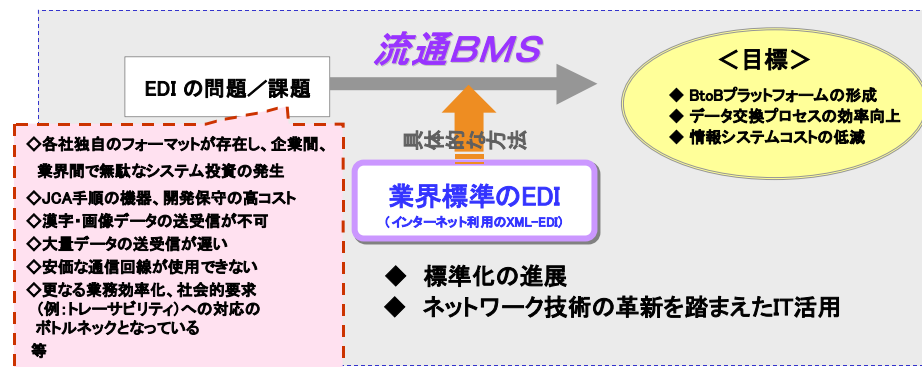 流通BMS
EDI の問題／課題
＜目標＞
◆ BtoBプラットフォームの形成
◆ データ交換プロセスの効率向上
◆ 情報システムコストの低減
具体的な方法
業界標準のEDI
（インターネット利用のXML-EDI）
◇各社独自のフォーマットが存在し、企業間、
業界間で無駄なシステム投資の発生
◇JCA手順の機器、開発保守の高コスト
◇漢字・画像データの送受信が不可
◇大量データの送受信が遅い
◇安価な通信回線が使用できない
◇更なる業務効率化、社会的要求
（例：トレーサビリティ）への対応の
ボトルネックとなっている
等
◆ 標準化の進展
◆ ネットワーク技術の革新を踏まえたIT活用